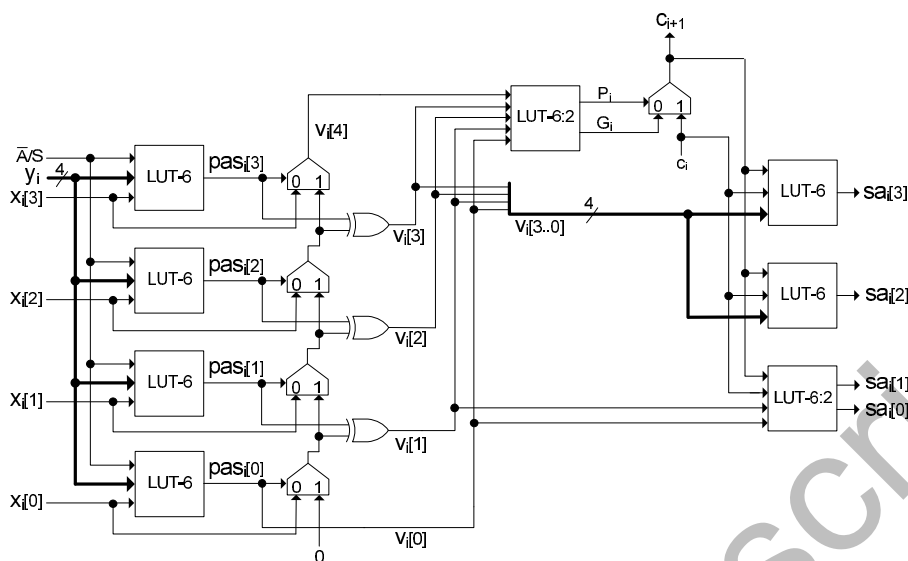 C_{i+1}
P_i
LUT-6:2
0 1
G_i
V_i[4]
c_i
A̅/S
pas_i[3]
y_i 4
LUT-6
0 1
LUT-6
sa_i[3]
X_i[3]
V_i[3]
4
V_i[3..0]
pas_i[2]
LUT-6
0 1
LUT-6
sa_i[2]
X_i[2]
V_i[2]
pas_i[1]
LUT-6
0 1
LUT-6:2
sa_i[1]
sa_i[0]
X_i[1]
V_i[1]
pas_i[0]
LUT-6
0 1
X_i[0]
V_i[0]
0
scri